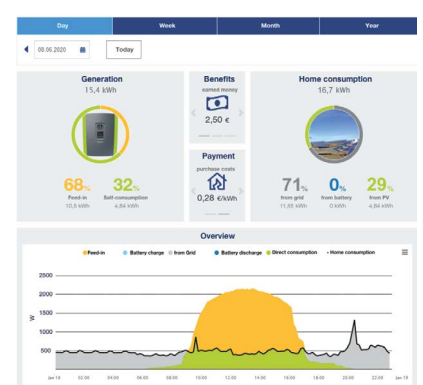 Day Week Month Year
08.06.2020 Today
Generation
15,4 kWh
68% 32%
Feed-in Self-consumption
10,5 kWh 4,84 kWh
Benefits
earned money
2,50 €
Payment
purchase costs
0,28 €/kWh
Home consumption
16,7 kWh
71% 0% 29%
from grid from battery from PV
11,85 kWh 0 kWh 4,84 kWh
Overview
Feed-in Battery charge from Grid Battery discharge Direct consumption Home consumption
2500
2000
1500
W
1000
500
Jan 18 02:00 04:00 06:00 08:00 10:00 12:00 14:00 16:00 18:00 20:00 22:00 Jan 19